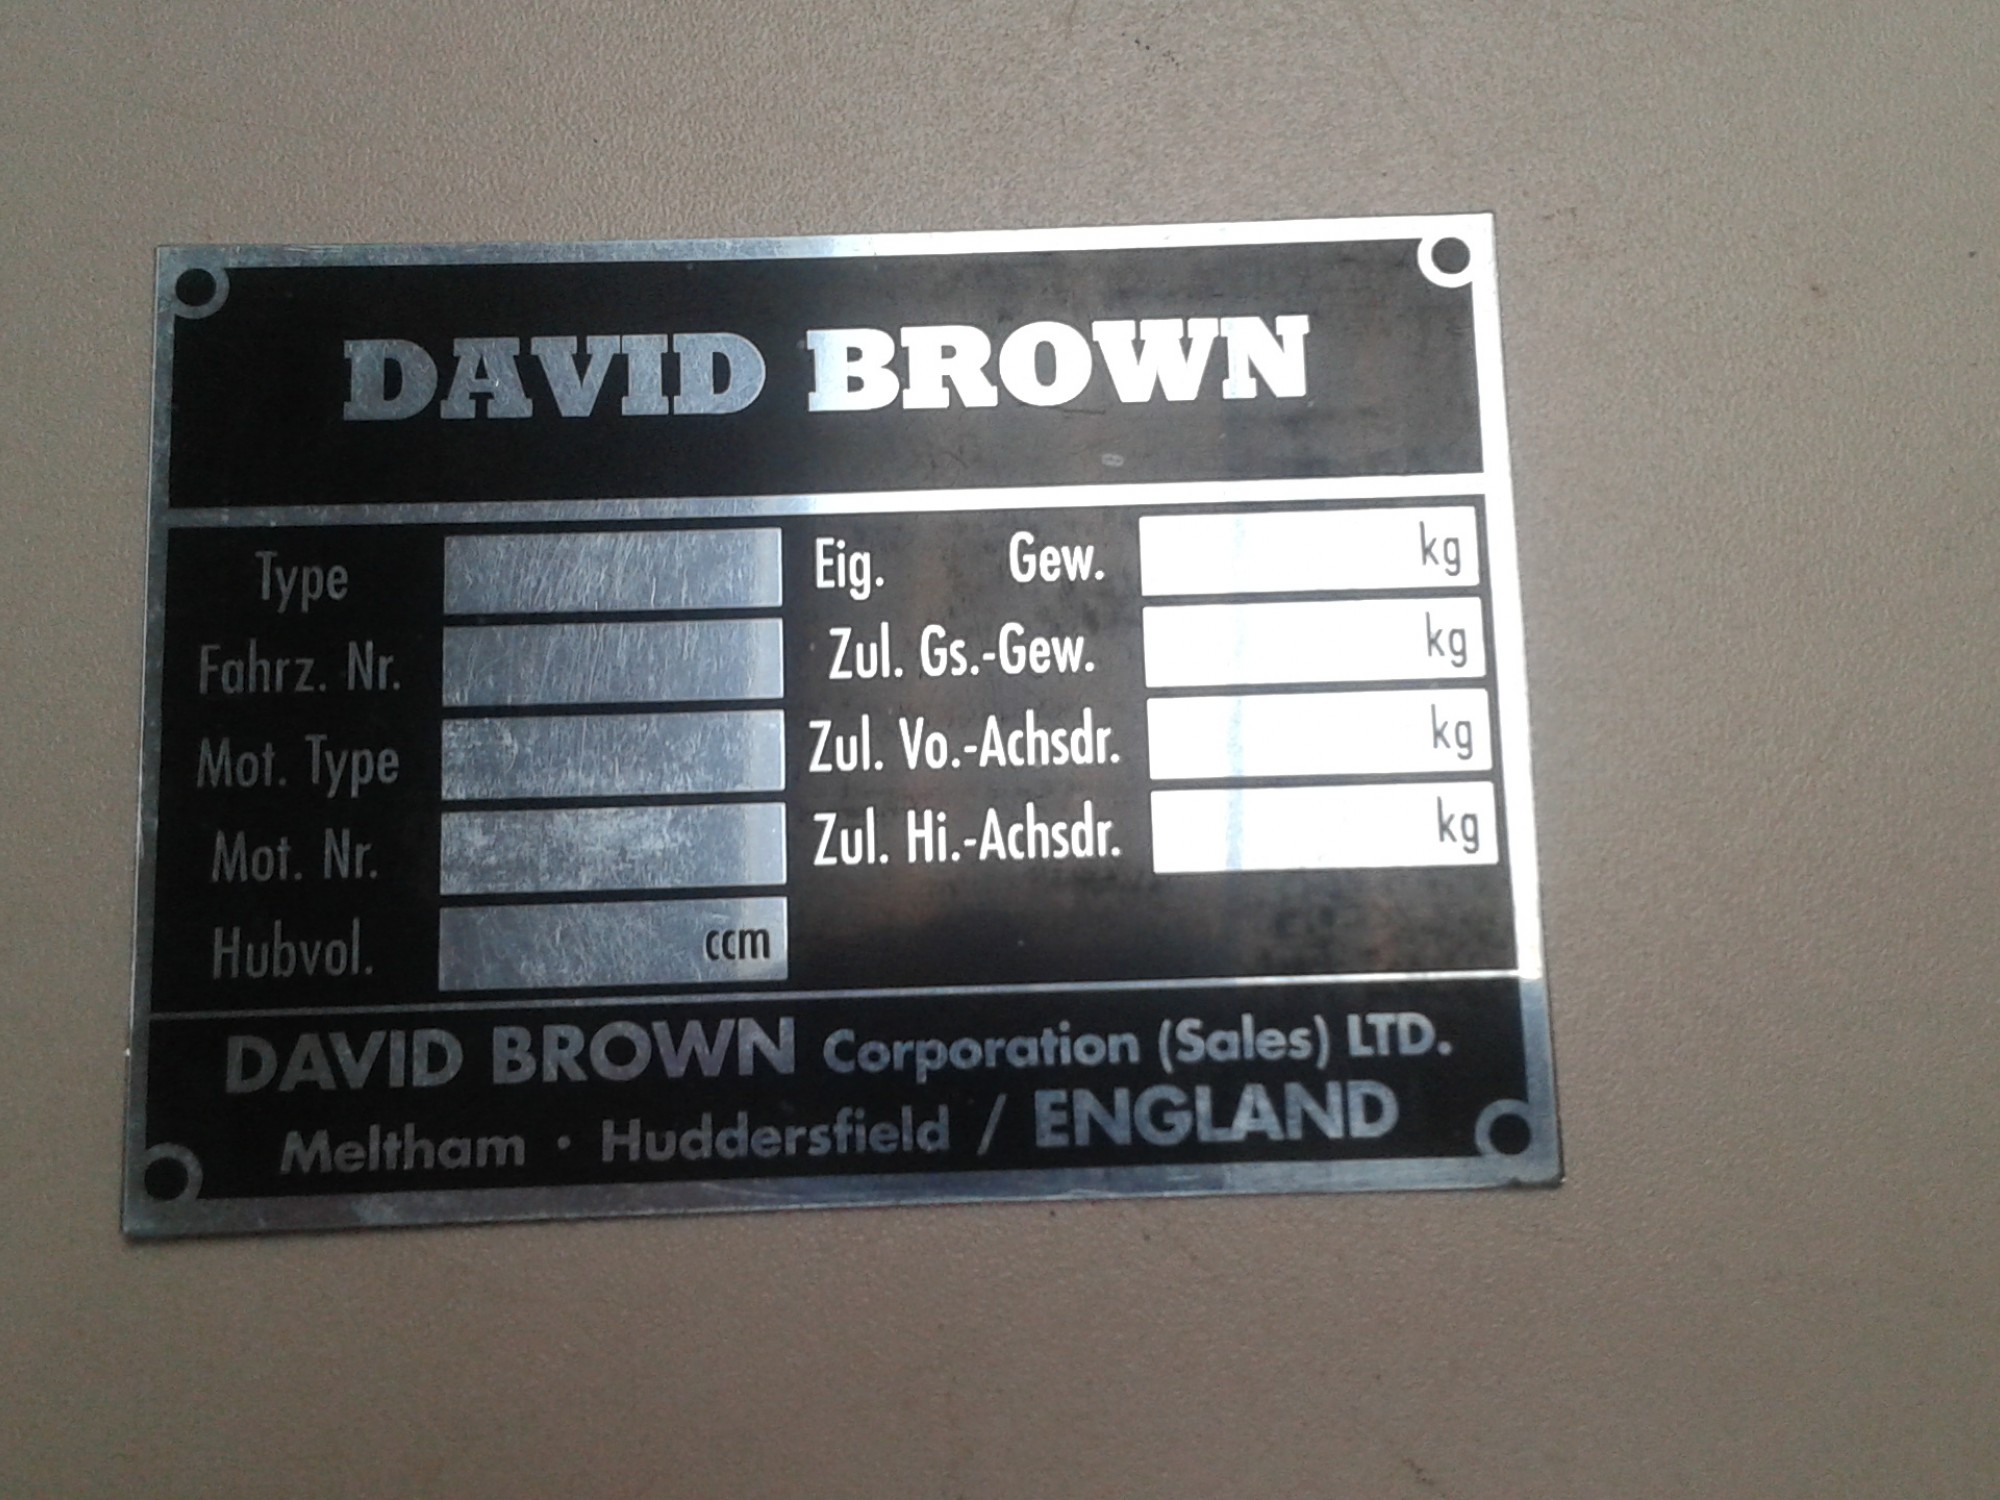 DAVID BROWN
Type
Fahrz. Nr.
Mot. Type
Mot. Nr.
Hubvol. ccm
Eig. Gew. kg
Zul. Gs.-Gew. kg
Zul. Vo.-Achsdr. kg
Zul. Hi.-Achsdr. kg
DAVID BROWN Corporation (Sales) LTD.
Meltham · Huddersfield / ENGLAND